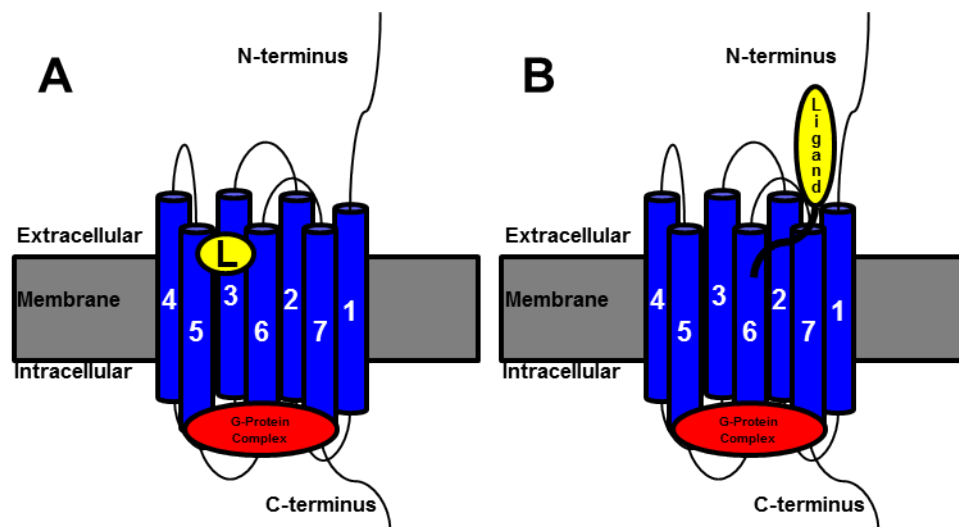 A
N-terminus
Extracellular
L
Membrane
4
3
2
1
5
6
7
Intracellular
G-Protein
Complex
C-terminus
B
N-terminus
Ligand
Extracellular
Membrane
4
3
2
1
5
6
7
Intracellular
G-Protein
Complex
C-terminus